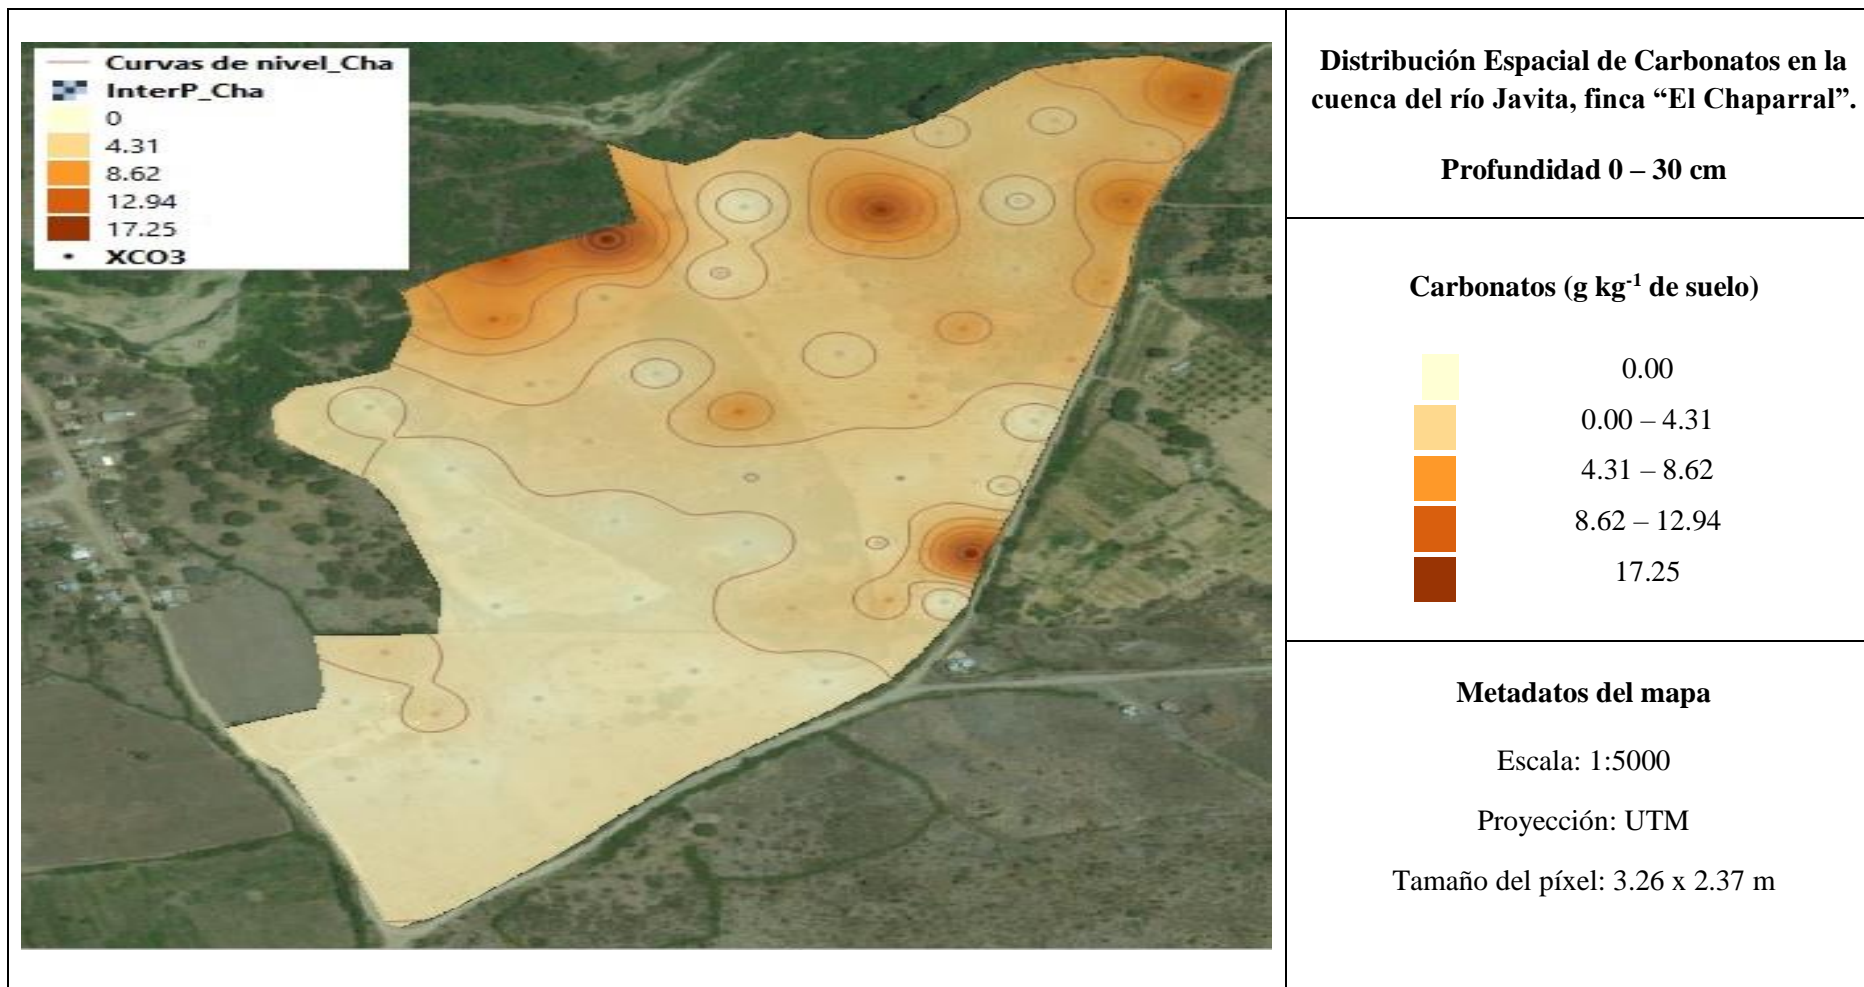 Curvas de nivel_Cha
InterP_Cha
0
4.31
8.62
12.94
17.25
XCO3
Distribución Espacial de Carbonatos en la
cuenca del río Javita, finca “El Chaparral”.
Profundidad 0 – 30 cm
Carbonatos (g kg-1 de suelo)
0.00
0.00 – 4.31
4.31 – 8.62
8.62 – 12.94
17.25
Metadatos del mapa
Escala: 1:5000
Proyección: UTM
Tamaño del píxel: 3.26 x 2.37 m